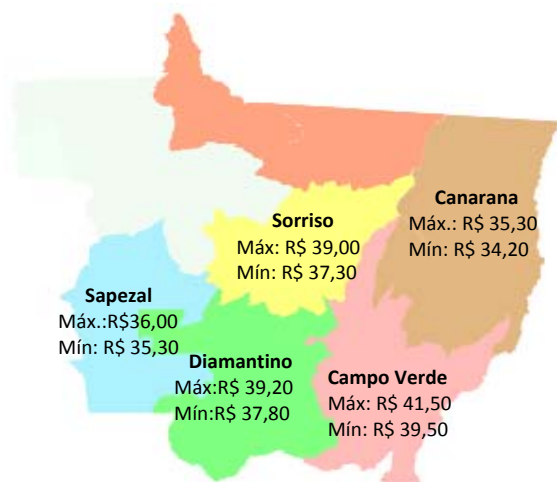 Canarana
Máx.: R$ 35,30
Mín: R$ 34,20
Sorriso
Máx: R$ 39,00
Mín: R$ 37,30
Sapezal
Máx.:R$36,00
Mín: R$ 35,30
Diamantino
Máx:R$ 39,20
Mín:R$ 37,80
Campo Verde
Máx: R$ 41,50
Mín: R$ 39,50